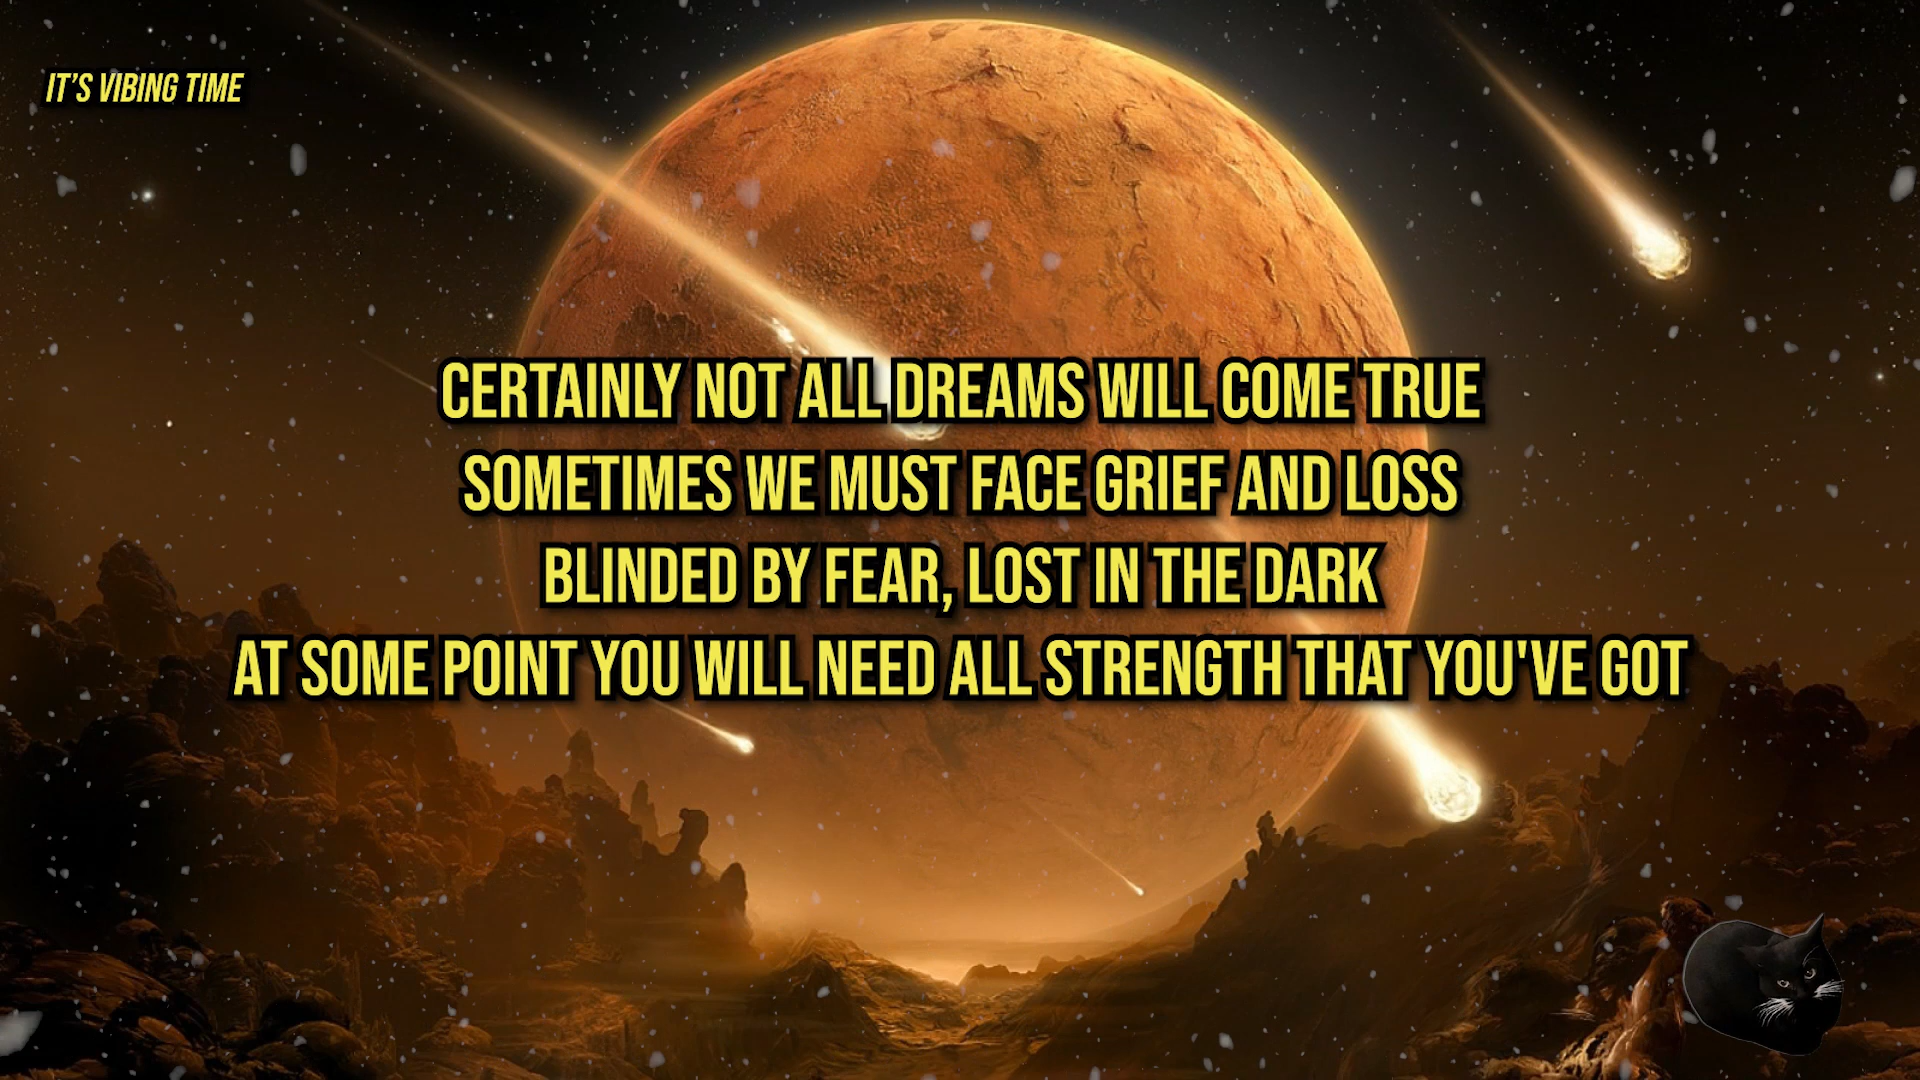 IT'S VIBING TIME
CERTAINLY NOT ALL DREAMS WILL COME TRUE
SOMETIMES WE MUST FACE GRIEF AND LOSS
BLINDED BY FEAR, LOST IN THE DARK
AT SOME POINT YOU WILL NEED ALL STRENGTH THAT YOU'VE GOT